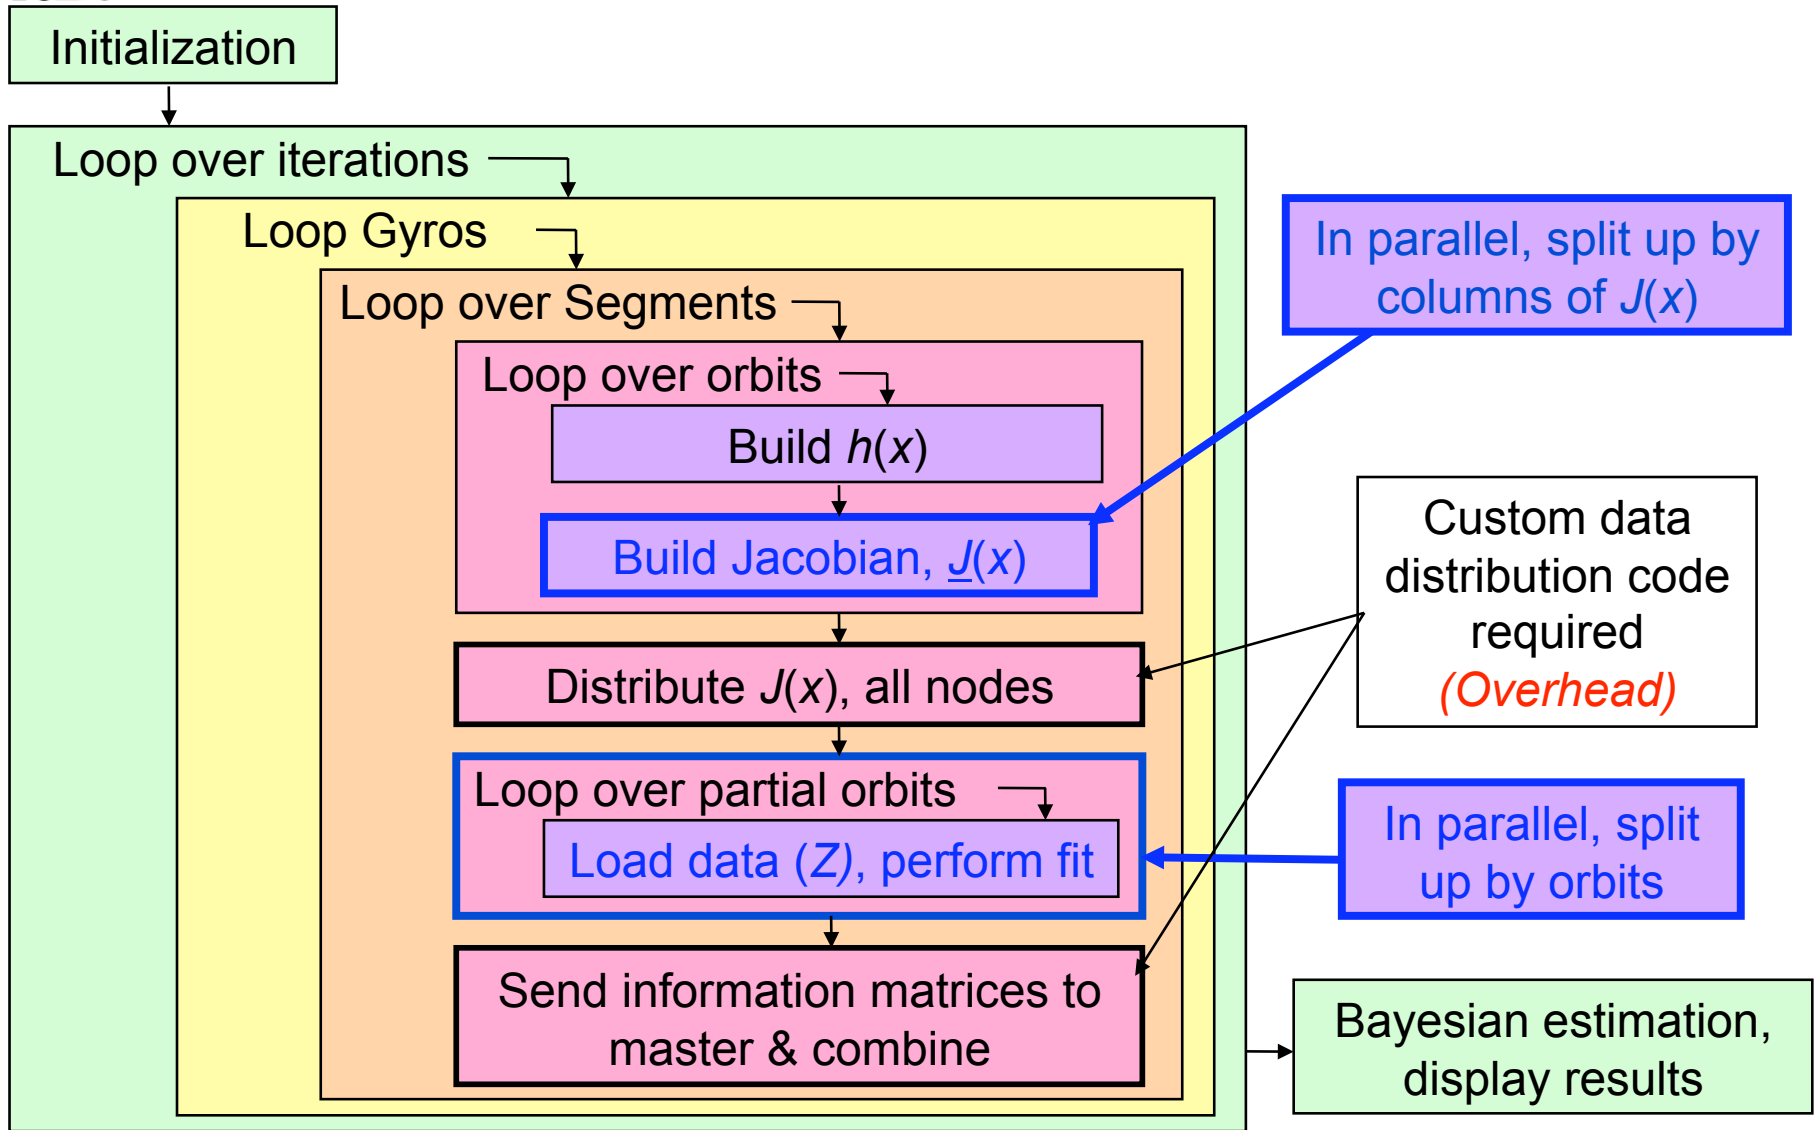 Initialization
Loop over iterations
Loop Gyros
Loop over Segments
Loop over orbits
Build h(x)
Build Jacobian, J(x)
Distribute J(x), all nodes
Loop over partial orbits
Load data (Z), perform fit
Send information matrices to
master & combine
In parallel, split up by
columns of J(x)
Custom data
distribution code
required
(Overhead)
In parallel, split
up by orbits
Bayesian estimation,
display results